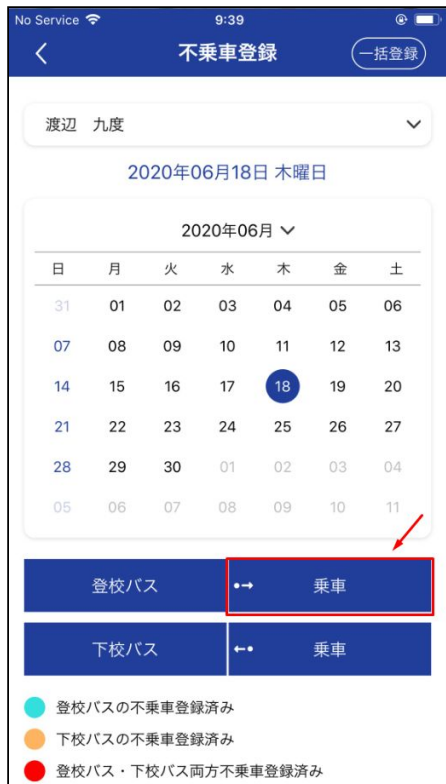 No Service 9:39
不乗車登録 一括登録
渡辺 九度
2020年06月18日 木曜日
2020年06月
日 月 火 水 木 金 土
31 01 02 03 04 05 06
07 08 09 10 11 12 13
14 15 16 17 18 19 20
21 22 23 24 25 26 27
28 29 30 01 02 03 04
05 06 07 08 09 10 11
登校バス 乗車
下校バス 乗車
登校バスの不乗車登録済み
下校バスの不乗車登録済み
登校バス・下校バス両方不乗車登録済み